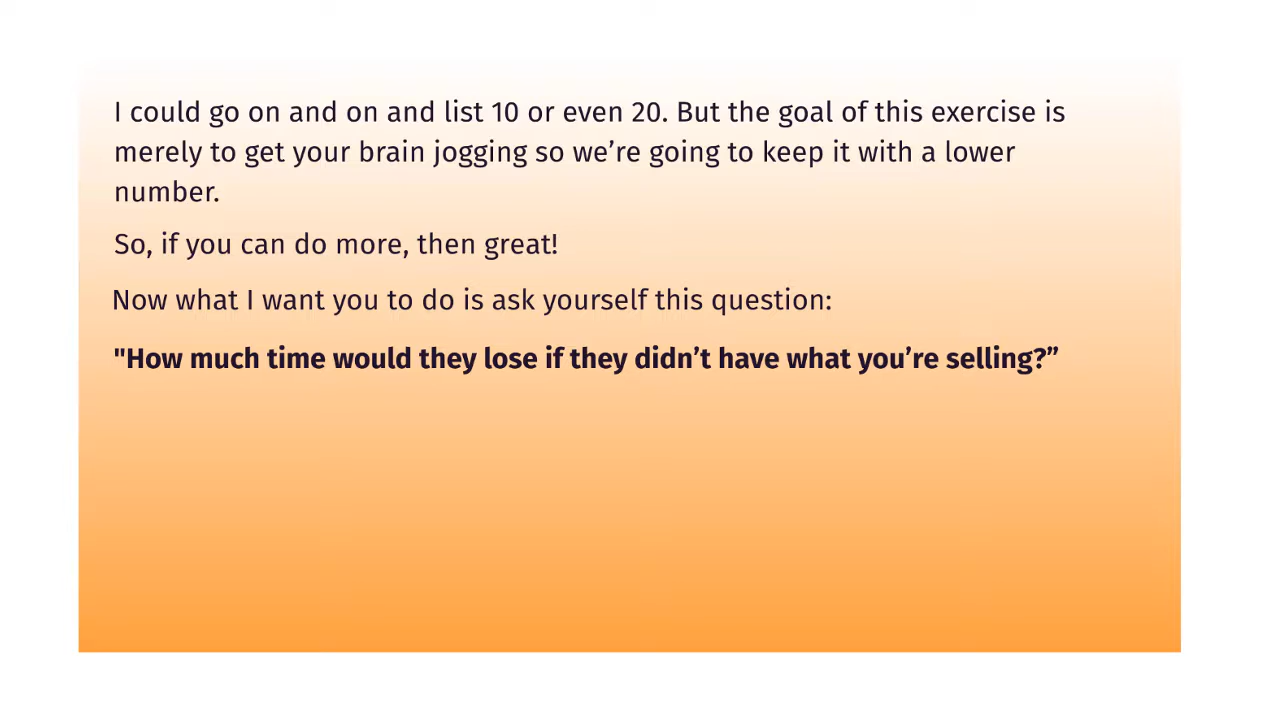 I could go on and on and list 10 or even 20. But the goal of this exercise is
merely to get your brain jogging so we’re going to keep it with a lower
number.
So, if you can do more, then great!
Now what I want you to do is ask yourself this question:
"How much time would they lose if they didn’t have what you’re selling?”